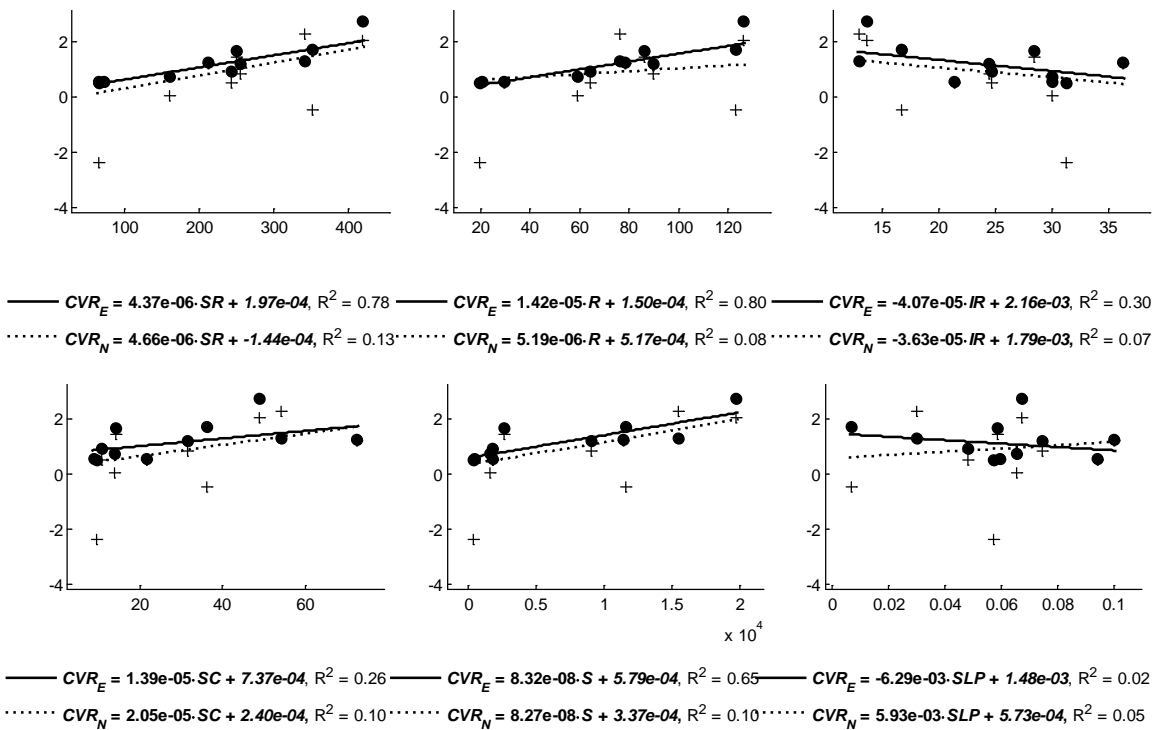 2
0
-2
-4
100 200 300 400
2
0
-2
-4
20 40 60 80 100 120
2
0
-2
-4
15 20 25 30 35
CVR_E = 4.37e-06·SR + 1.97e-04, R² = 0.78
CVR_N = 4.66e-06·SR + -1.44e-04, R² = 0.13
CVR_E = 1.42e-05·R + 1.50e-04, R² = 0.80
CVR_N = 5.19e-06·R + 5.17e-04, R² = 0.08
CVR_E = -4.07e-05·IR + 2.16e-03, R² = 0.30
CVR_N = -3.63e-05·IR + 1.79e-03, R² = 0.07
2
0
-2
-4
20 40 60
2
0
-2
-4
0 0.5 1 1.5 2
x 10⁴
2
0
-2
-4
0 0.02 0.04 0.06 0.08 0.1
CVR_E = 1.39e-05·SC + 7.37e-04, R² = 0.26
CVR_N = 2.05e-05·SC + 2.40e-04, R² = 0.10
CVR_E = 8.32e-08·S + 5.79e-04, R² = 0.65
CVR_N = 8.27e-08·S + 3.37e-04, R² = 0.10
CVR_E = -6.29e-03·SLP + 1.48e-03, R² = 0.02
CVR_N = 5.93e-03·SLP + 5.73e-04, R² = 0.05